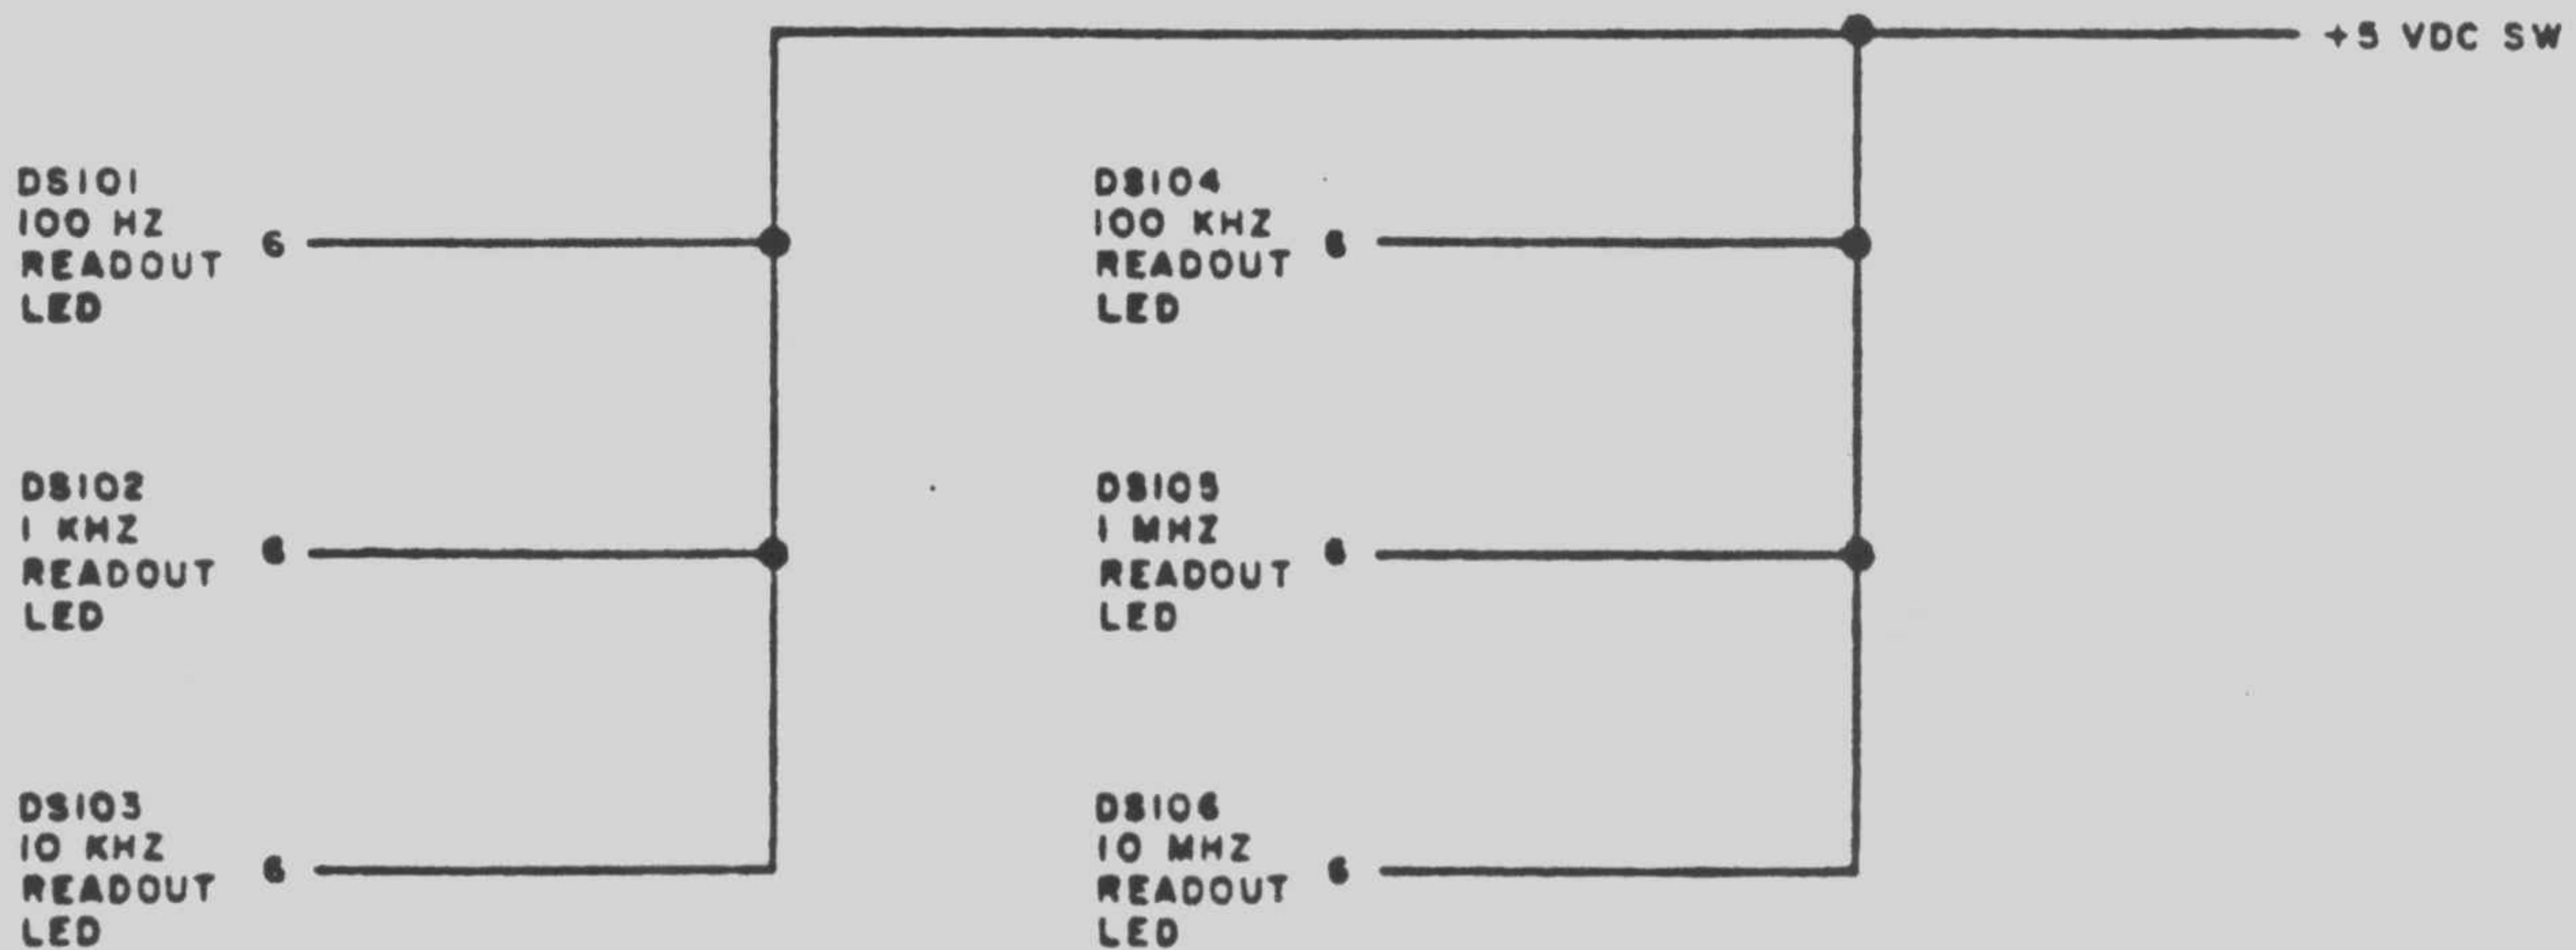 +5 VDC SW
DS101
100 HZ
READOUT 6
LED
DS102
1 KHZ
READOUT 6
LED
DS103
10 KHZ
READOUT 6
LED
DS104
100 KHZ
READOUT 6
LED
DS105
1 MHZ
READOUT 6
LED
DS106
10 MHZ
READOUT 6
LED